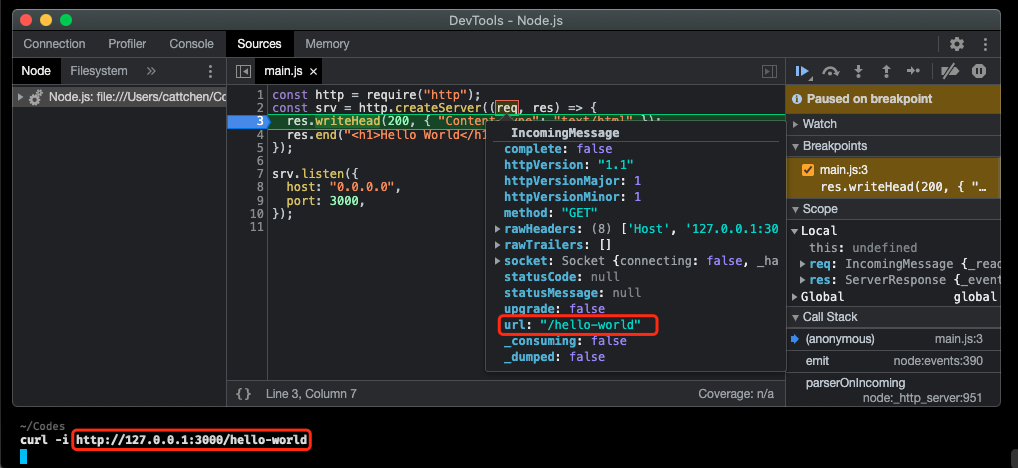 DevTools - Node.js
Connection Profiler Console Sources Memory
Node Filesystem »
main.js ×
Node.js: file:///Users/cattchen/Co
1 const http = require("http");
2 const srv = http.createServer((req, res) => {
3 res.writeHead(200, { "Content-Type": "text/html" });
4 res.end("<h1>Hello World</h1
5 });
6
7 srv.listen({
8 host: "0.0.0.0",
9 port: 3000,
10 });
11
IncomingMessage
complete: false
httpVersion: "1.1"
httpVersionMajor: 1
httpVersionMinor: 1
method: "GET"
rawHeaders: (8) ['Host', '127.0.0.1:30
rawTrailers: []
socket: Socket {connecting: false, _ha
statusCode: null
statusMessage: null
upgrade: false
url: "/hello-world"
_consuming: false
_dumped: false
{ } Line 3, Column 7 Coverage: n/a
Paused on breakpoint
Watch
Breakpoints
main.js:3
res.writeHead(200, { "…
Scope
Local
this: undefined
req: IncomingMessage {_reac
res: ServerResponse {_event
Global global
Call Stack
(anonymous) main.js:3
emit node:events:390
parserOnIncoming
node:_http_server:951
~/Codes
curl -i http://127.0.0.1:3000/hello-world